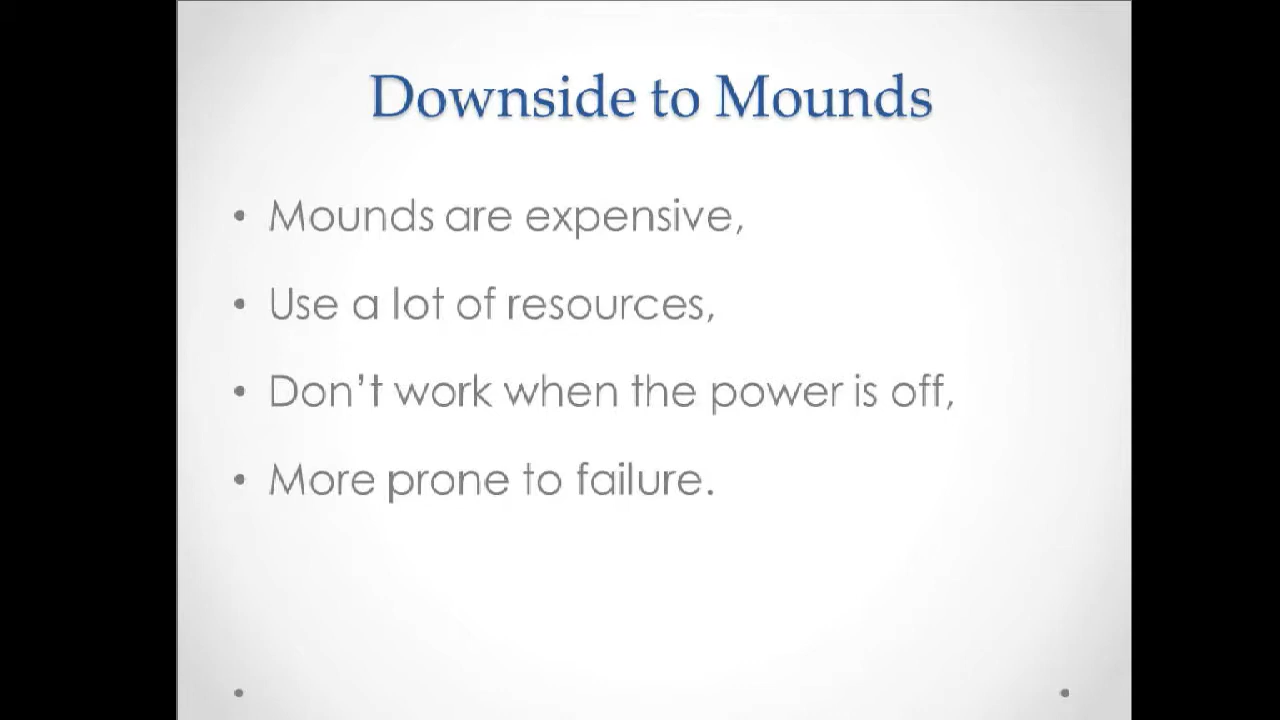 Downside to Mounds
• Mounds are expensive,
• Use a lot of resources,
• Don’t work when the power is off,
• More prone to failure.